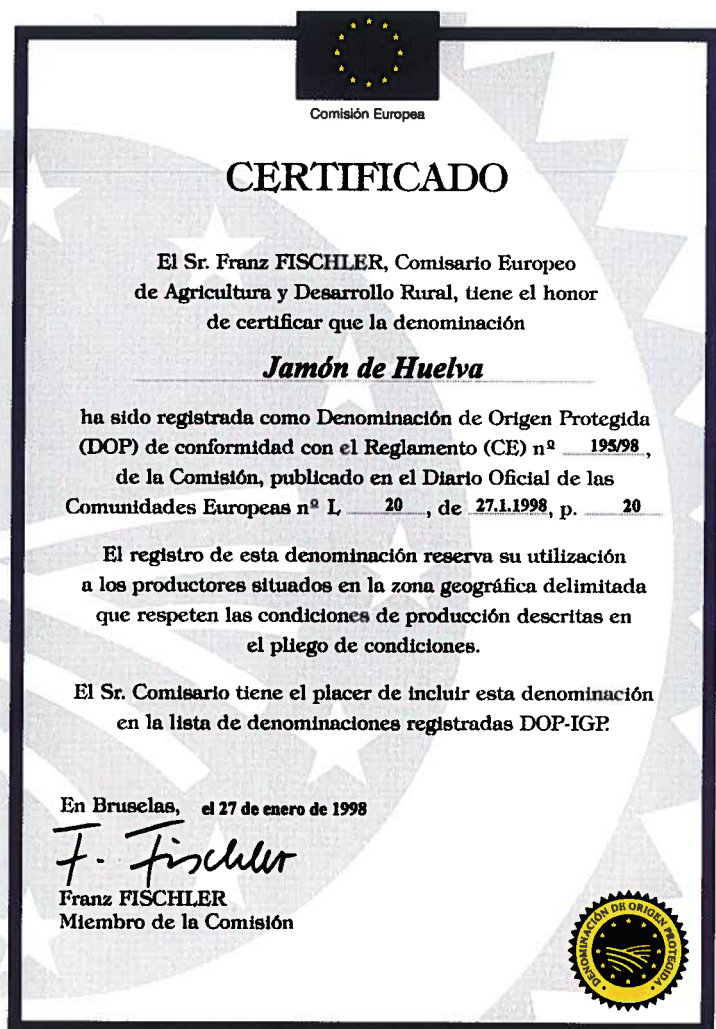 Comisión Europea
CERTIFICADO
El Sr. Franz FISCHLER, Comisario Europeo
de Agricultura y Desarrollo Rural, tiene el honor
de certificar que la denominación
Jamón de Huelva
ha sido registrada como Denominación de Origen Protegida
(DOP) de conformidad con el Reglamento (CE) nº 195/98,
de la Comisión, publicado en el Diario Oficial de las
Comunidades Europeas nº L 20, de 27.1.1998, p. 20
El registro de esta denominación reserva su utilización
a los productores situados en la zona geográfica delimitada
que respeten las condiciones de producción descritas en
el pliego de condiciones.
El Sr. Comisario tiene el placer de incluir esta denominación
en la lista de denominaciones registradas DOP-IGP.
En Bruselas, el 27 de enero de 1998
F. Fischler
Franz FISCHLER
Miembro de la Comisión
DENOMINACIÓN DE ORIGEN PROTEGIDA